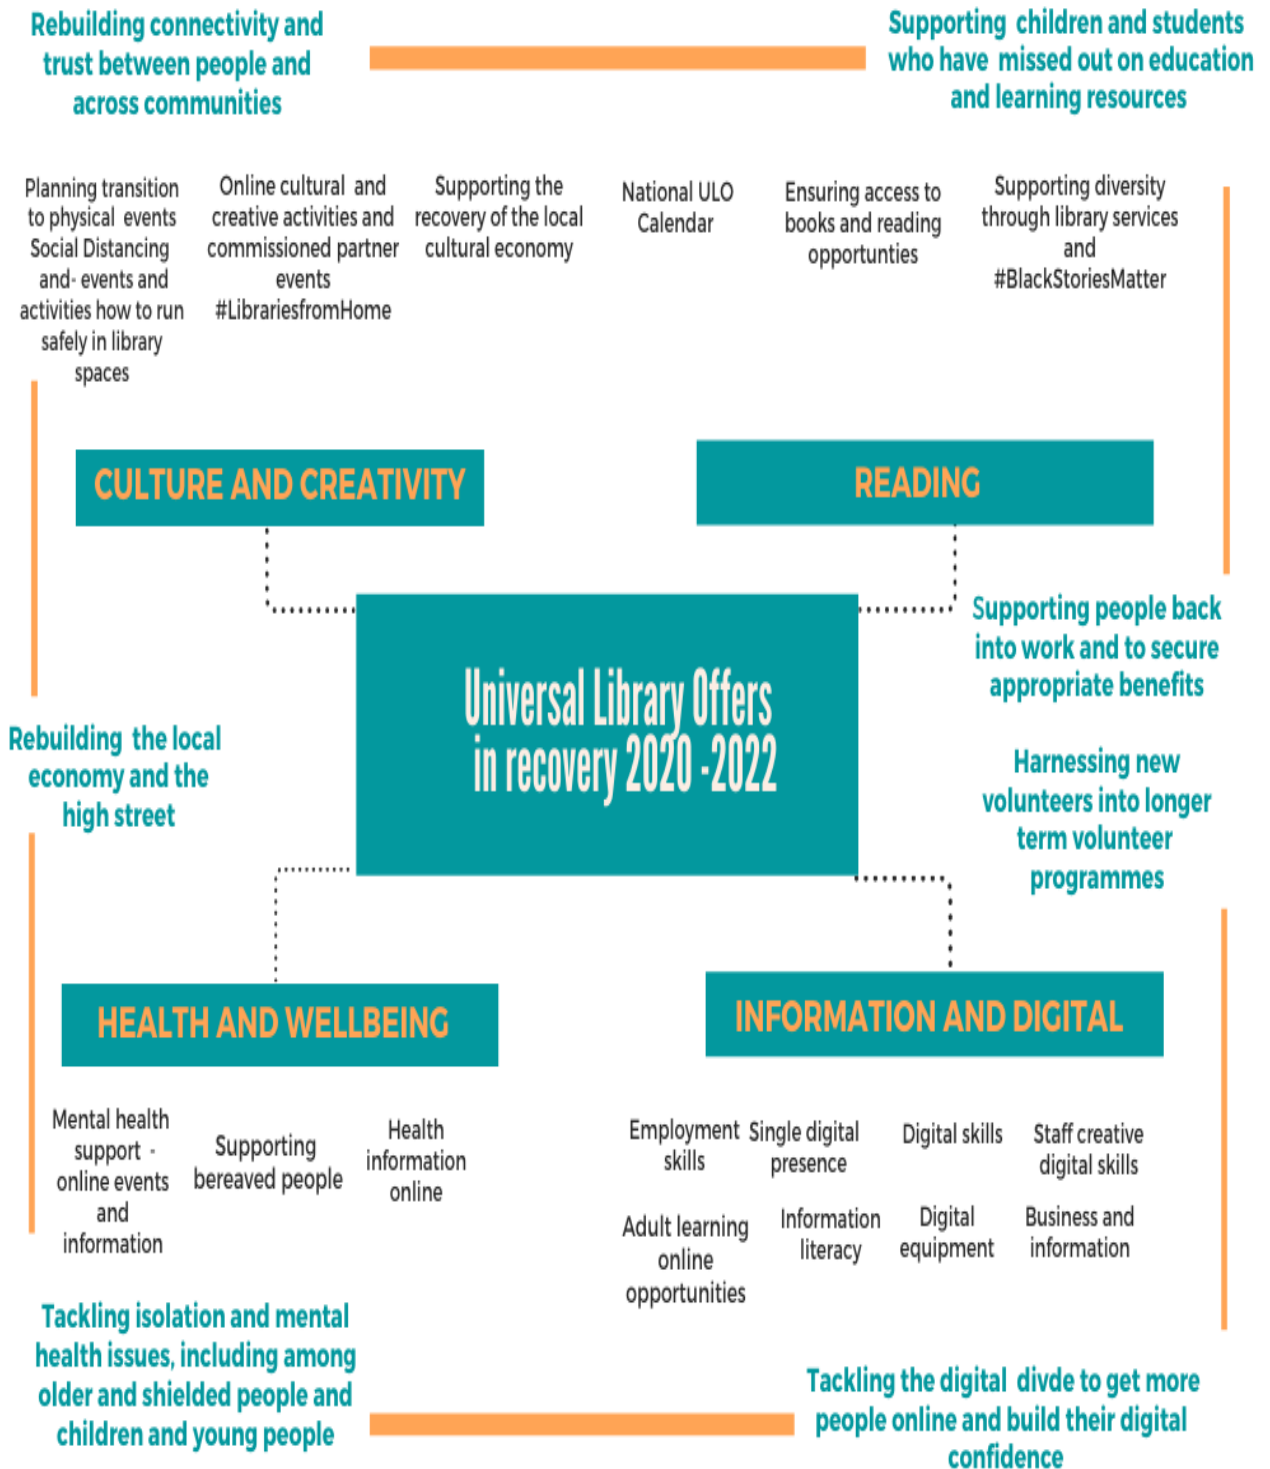 Rebuilding connectivity and
trust between people and
across communities
Supporting children and students
who have missed out on education
and learning resources
Planning transition
to physical events
Social Distancing
and- events and
activities how to run
safely in library
spaces
Online cultural and
creative activities and
commissioned partner
events
#LibrariesfromHome
Supporting the
recovery of the local
cultural economy
National ULO
Calendar
Ensuring access to
books and reading
opportunties
Supporting diversity
through library services
and
#BlackStoriesMatter
CULTURE AND CREATIVITY
READING
Universal Library Offers
in recovery 2020 -2022
Supporting people back
into work and to secure
appropriate benefits
Rebuilding the local
economy and the
high street
Harnessing new
volunteers into longer
term volunteer
programmes
HEALTH AND WELLBEING
INFORMATION AND DIGITAL
Mental health
support -
online events
and
information
Supporting
bereaved people
Health
information
online
Employment
skills
Single digital
presence
Digital skills
Staff creative
digital skills
Adult learning
online
opportunities
Information
literacy
Digital
equipment
Business and
information
Tackling isolation and mental
health issues, including among
older and shielded people and
children and young people
Tackling the digital divde to get more
people online and build their digital
confidence